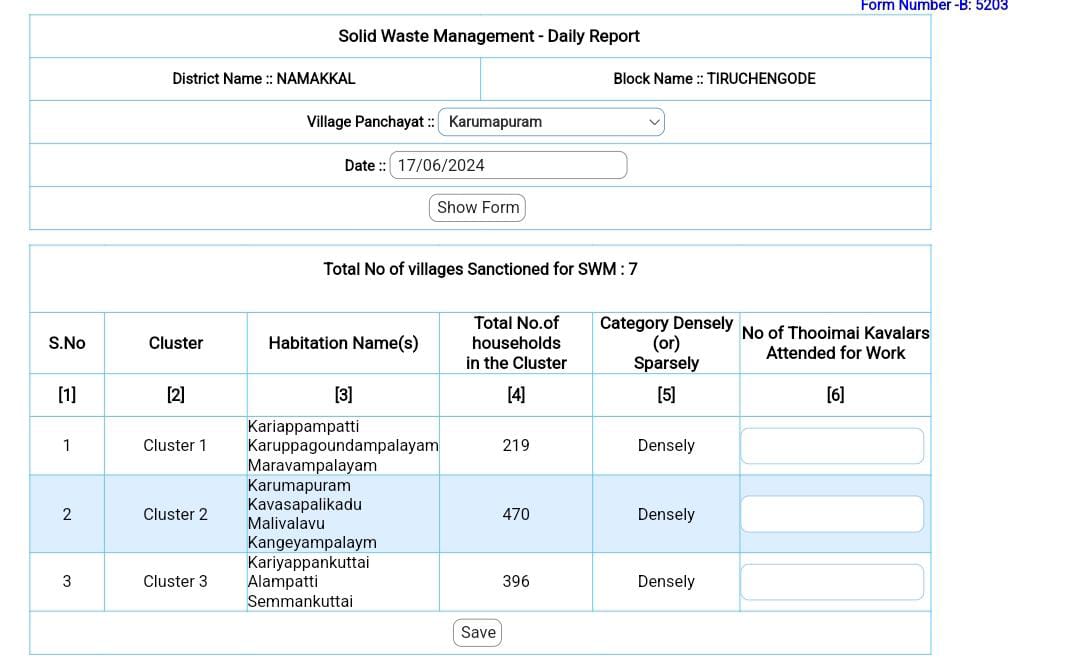 Form Number -B: 5203
Solid Waste Management - Daily Report
District Name :: NAMAKKAL
Block Name :: TIRUCHENGODE
Village Panchayat :: Karumapuram
Date :: 17/06/2024
Show Form
Total No of villages Sanctioned for SWM : 7
S.No
Cluster
Habitation Name(s)
Total No.of
households
in the Cluster
Category Densely
(or)
Sparsely
No of Thooimai Kavalars
Attended for Work
[1] [2] [3] [4] [5] [6]
1
Cluster 1
Kariappampatti
Karuppagoundampalayam
Maravampalayam
219
Densely
2
Cluster 2
Karumapuram
Kavasapalikadu
Malivalavu
Kangeyampalaym
470
Densely
3
Cluster 3
Kariyappankuttai
Alampatti
Semmankuttai
396
Densely
Save